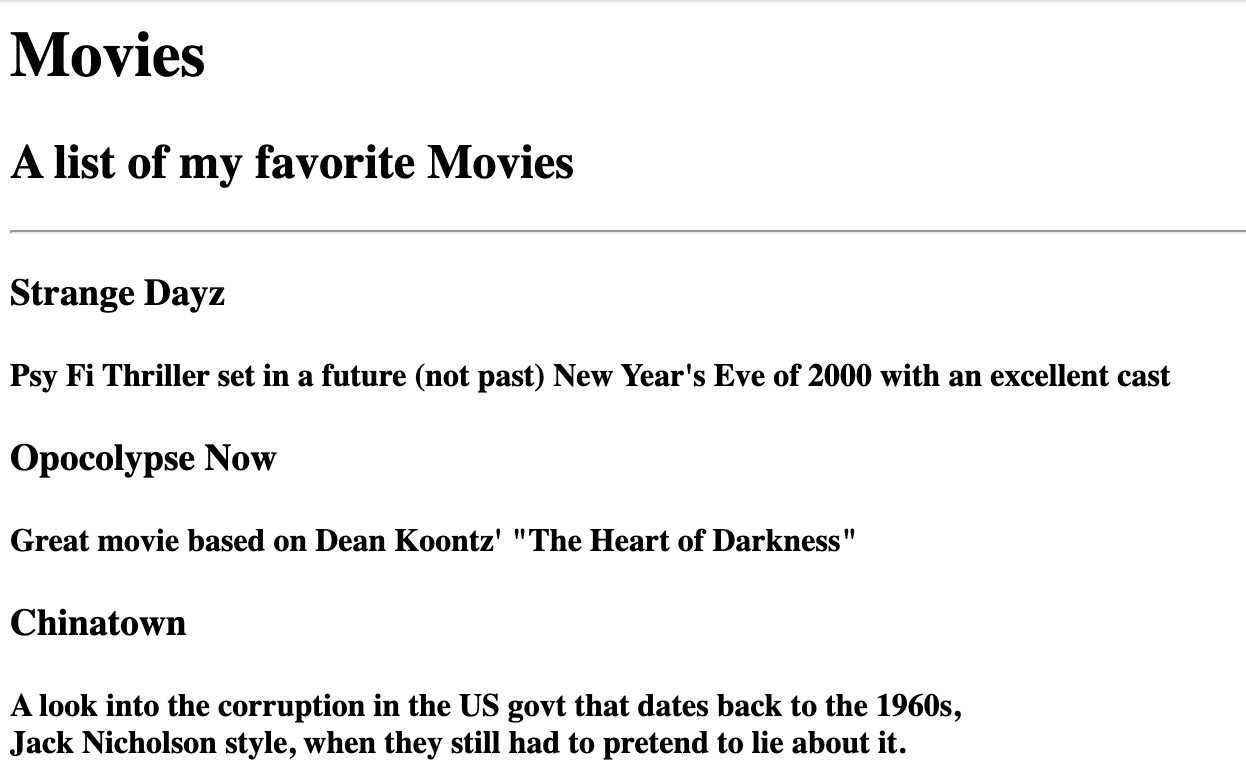 Movies
A list of my favorite Movies
Strange Dayz
Psy Fi Thriller set in a future (not past) New Year's Eve of 2000 with an excellent cast
Opocolypse Now
Great movie based on Dean Koontz' "The Heart of Darkness"
Chinatown
A look into the corruption in the US govt that dates back to the 1960s,
Jack Nicholson style, when they still had to pretend to lie about it.